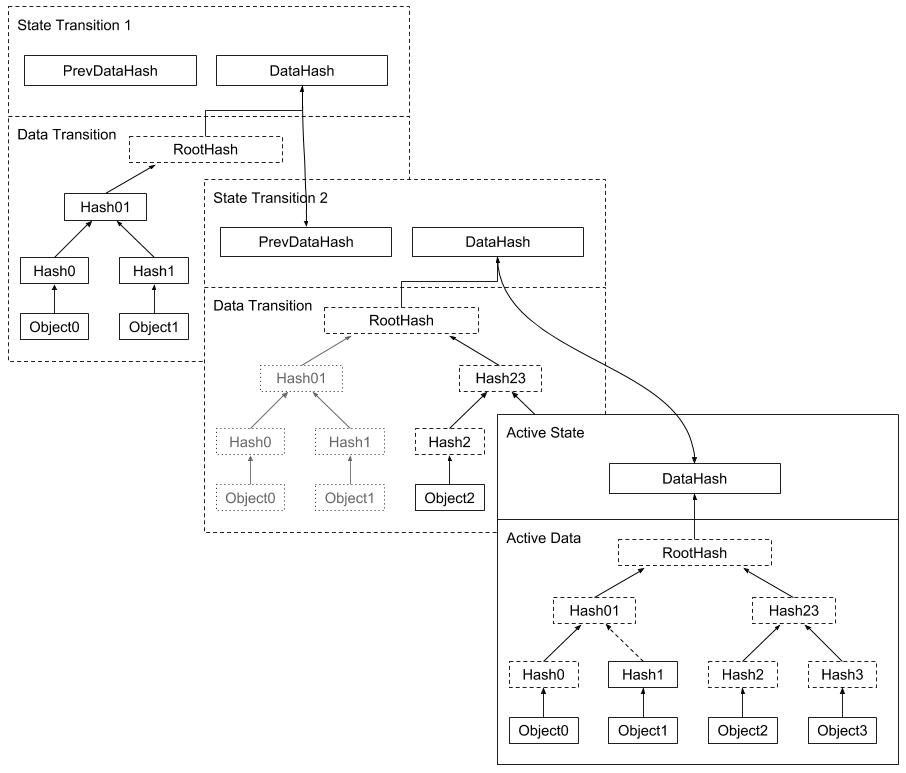 State Transition 1
PrevDataHash DataHash
Data Transition
RootHash
Hash01
Hash0 Hash1
Object0 Object1
State Transition 2
PrevDataHash DataHash
Data Transition
RootHash
Hash01 Hash23
Hash0 Hash1 Hash2
Object0 Object1 Object2
Active State
DataHash
Active Data
RootHash
Hash01 Hash23
Hash0 Hash1 Hash2 Hash3
Object0 Object1 Object2 Object3